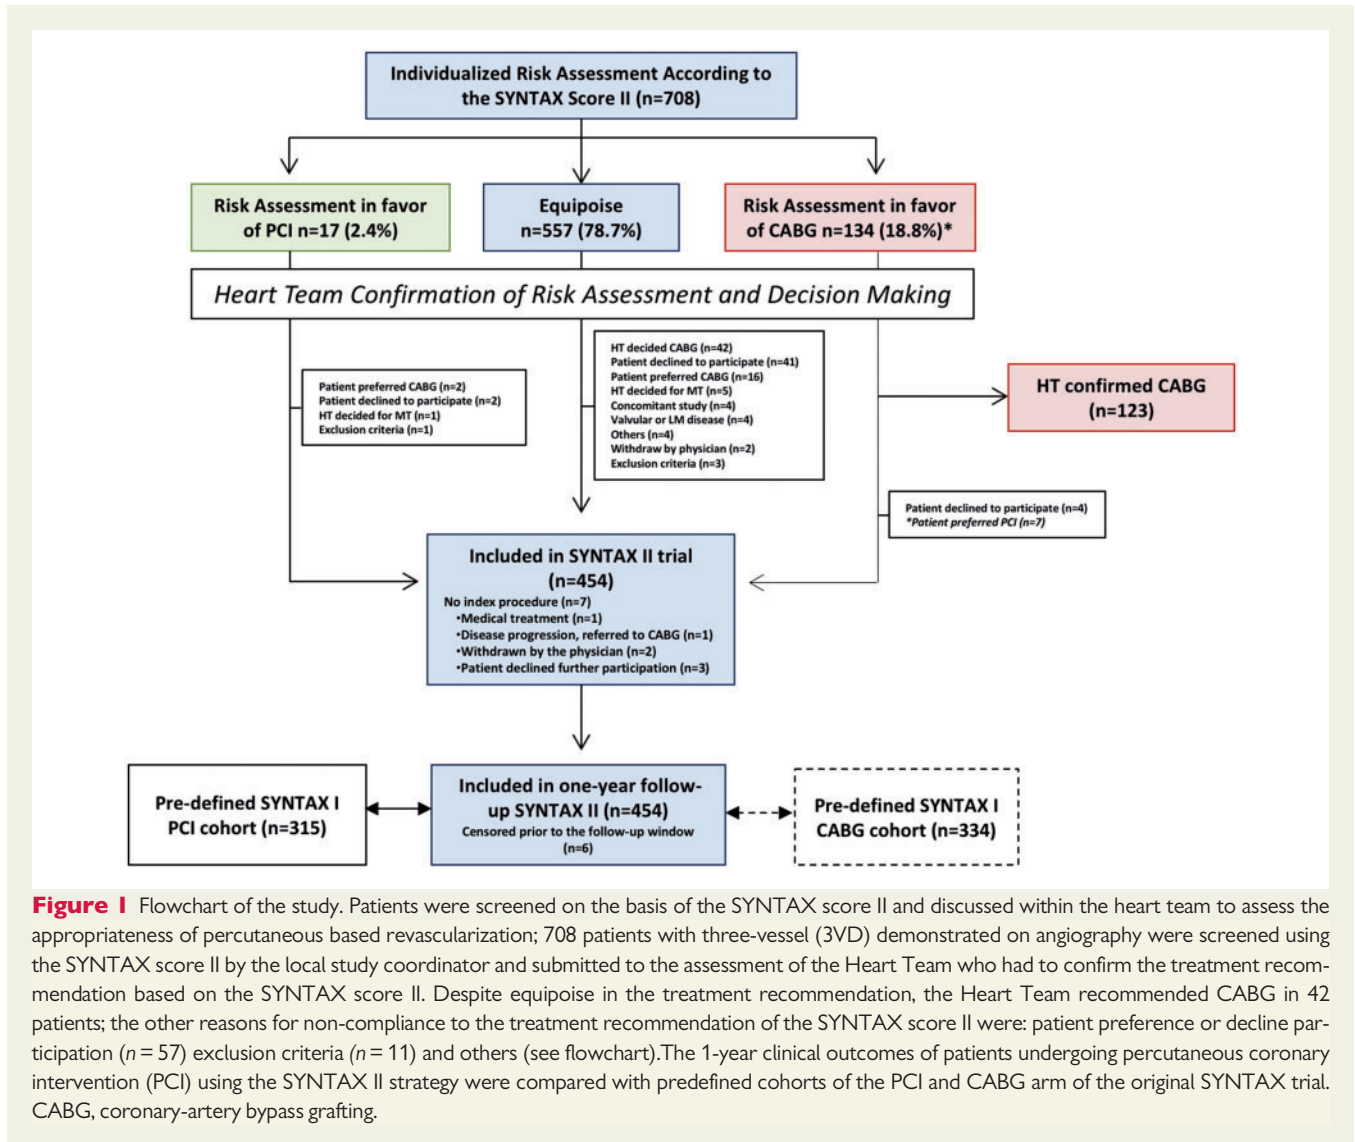 Individualized Risk Assessment According to
the SYNTAX Score II (n=708)
Risk Assessment in favor
of PCI n=17 (2.4%)
Equipoise
n=557 (78.7%)
Risk Assessment in favor
of CABG n=134 (18.8%)*
Heart Team Confirmation of Risk Assessment and Decision Making
Patient preferred CABG (n=2)
Patient declined to participate (n=2)
HT decided for MT (n=1)
Exclusion criteria (n=1)
HT decided CABG (n=42)
Patient declined to participate (n=41)
Patient preferred CABG (n=16)
HT decided for MT (n=5)
Concomitant study (n=4)
Valvular or LM disease (n=4)
Others (n=4)
Withdraw by physician (n=2)
Exclusion criteria (n=3)
HT confirmed CABG
(n=123)
Patient declined to participate (n=4)
*Patient preferred PCI (n=7)
Included in SYNTAX II trial
(n=454)
No index procedure (n=7)
•Medical treatment (n=1)
•Disease progression, referred to CABG (n=1)
•Withdrawn by the physician (n=2)
•Patient declined further participation (n=3)
Pre-defined SYNTAX I
PCI cohort (n=315)
Included in one-year follow-
up SYNTAX II (n=454)
Censored prior to the follow-up window
(n=6)
Pre-defined SYNTAX I
CABG cohort (n=334)
Figure 1 Flowchart of the study. Patients were screened on the basis of the SYNTAX score II and discussed within the heart team to assess the
appropriateness of percutaneous based revascularization; 708 patients with three-vessel (3VD) demonstrated on angiography were screened using
the SYNTAX score II by the local study coordinator and submitted to the assessment of the Heart Team who had to confirm the treatment recom-
mendation based on the SYNTAX score II. Despite equipoise in the treatment recommendation, the Heart Team recommended CABG in 42
patients; the other reasons for non-compliance to the treatment recommendation of the SYNTAX score II were: patient preference or decline par-
ticipation (n = 57) exclusion criteria (n = 11) and others (see flowchart).The 1-year clinical outcomes of patients undergoing percutaneous coronary
intervention (PCI) using the SYNTAX II strategy were compared with predefined cohorts of the PCI and CABG arm of the original SYNTAX trial.
CABG, coronary-artery bypass grafting.